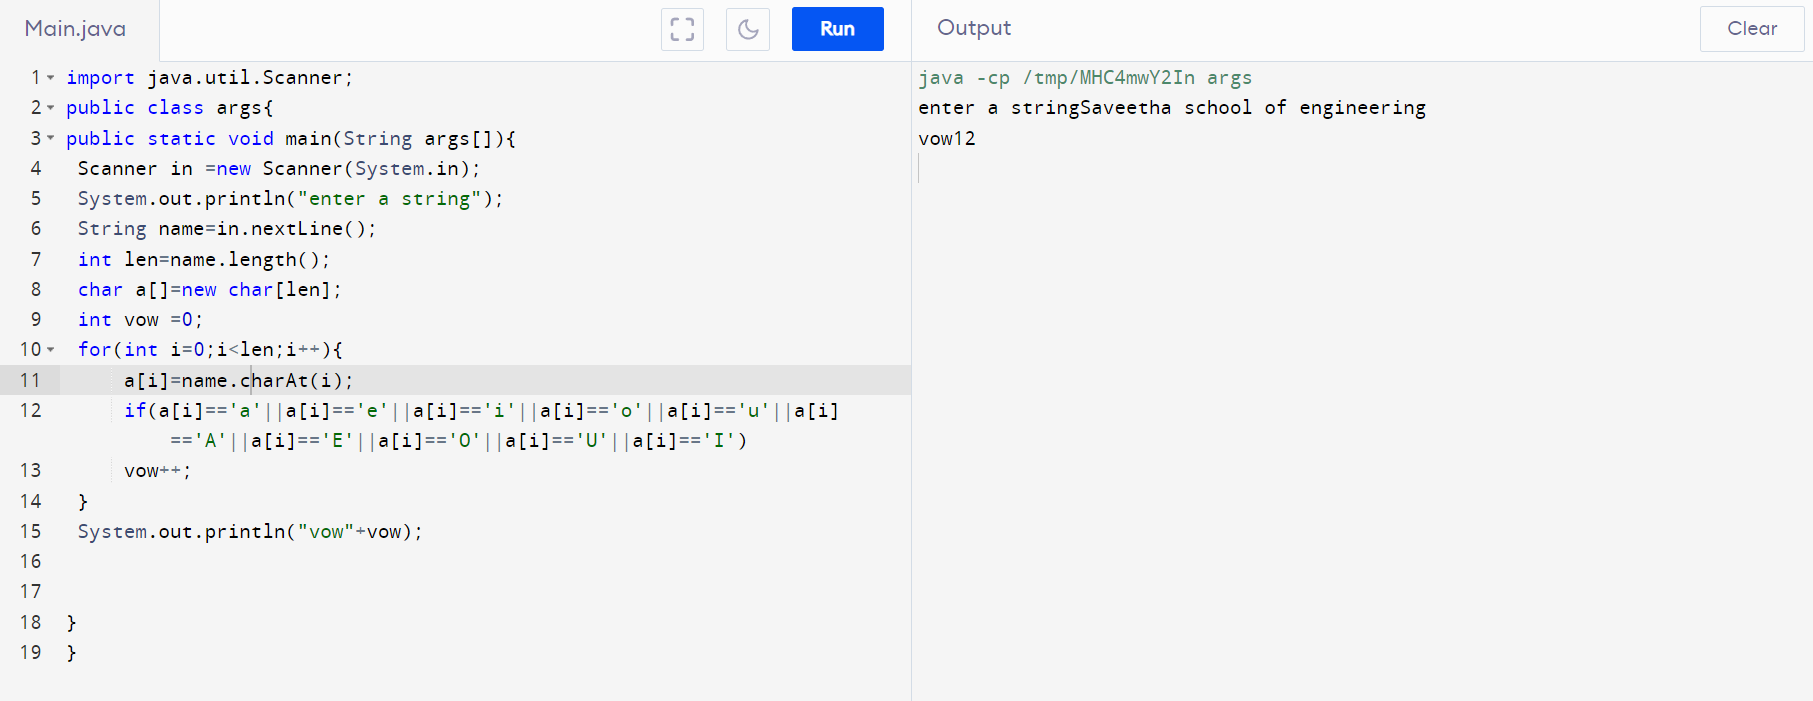 Main.java
Run
1 import java.util.Scanner;
2 public class args{
3 public static void main(String args[]){
4 Scanner in =new Scanner(System.in);
5 System.out.println("enter a string");
6 String name=in.nextLine();
7 int len=name.length();
8 char a[]=new char[len];
9 int vow =0;
10 for(int i=0;i<len;i++){
11 a[i]=name.charAt(i);
12 if(a[i]=='a'||a[i]=='e'||a[i]=='i'||a[i]=='o'||a[i]=='u'||a[i]
=='A'||a[i]=='E'||a[i]=='O'||a[i]=='U'||a[i]=='I')
13 vow++;
14 }
15 System.out.println("vow"+vow);
16
17
18 }
19 }
Output
Clear
java -cp /tmp/MHC4mwY2In args
enter a stringSaveetha school of engineering
vow12